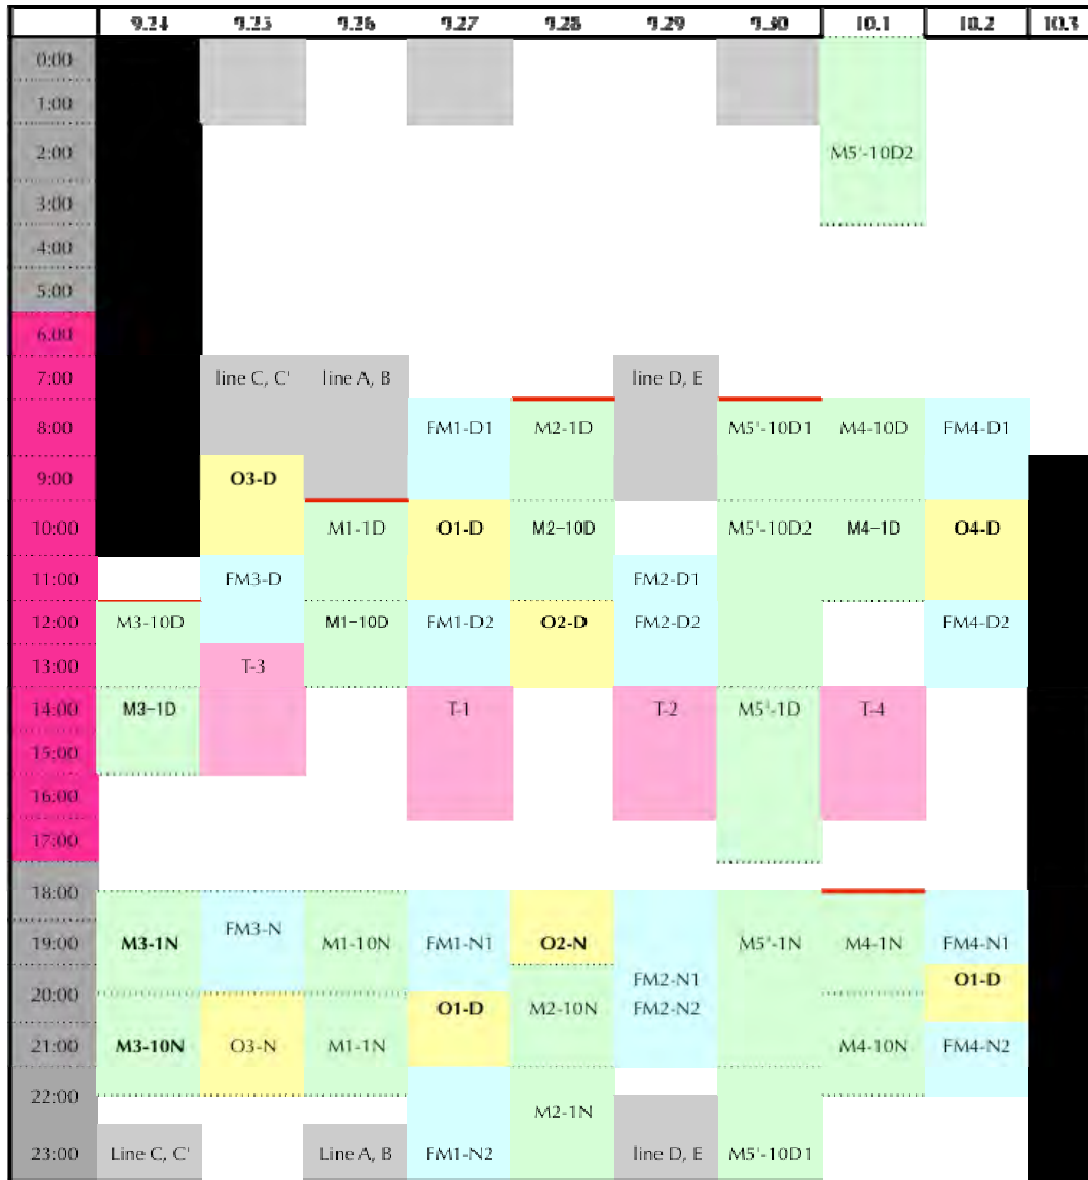 9.24 9.25 9.26 9.27 9.28 9.29 9.30 10.1 10.2 10.3
0:00
1:00
2:00 M5'-10D2
3:00
4:00
5:00
6:00
7:00 line C, C' line A, B line D, E
8:00 FM1-D1 M2-1D M5'-10D1 M4-10D FM4-D1
9:00 O3-D
10:00 M1-1D O1-D M2-10D M5'-10D2 M4-1D O4-D
11:00 FM3-D FM2-D1
12:00 M3-10D M1-10D FM1-D2 O2-D FM2-D2 FM4-D2
13:00 T-3
14:00 M3-1D T-1 T-2 M5'-1D T-4
15:00
16:00
17:00
18:00
FM3-N
19:00 M3-1N M1-10N FM1-N1 O2-N M5'-1N M4-1N FM4-N1
FM2-N1 O1-D
20:00 O1-D M2-10N FM2-N2
21:00 M3-10N O3-N M1-1N M4-10N FM4-N2
22:00 M2-1N
23:00 Line C, C' Line A, B FM1-N2 line D, E M5'-10D1